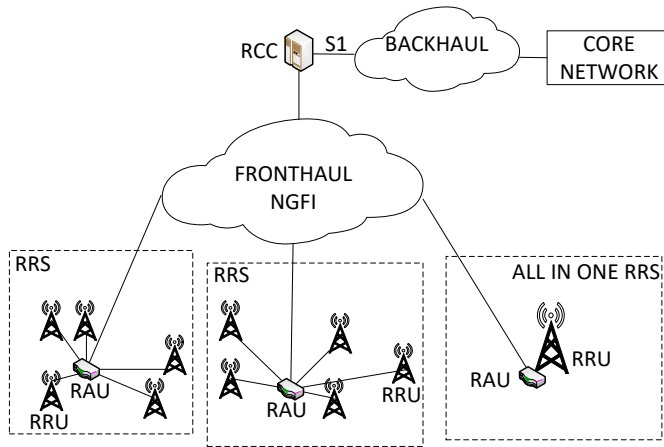 RCC
S1
BACKHAUL
CORE
NETWORK
FRONTHAUL
NGFI
RRS
RAU
RRU
RRS
RAU
RRU
ALL IN ONE RRS
RRU
RAU